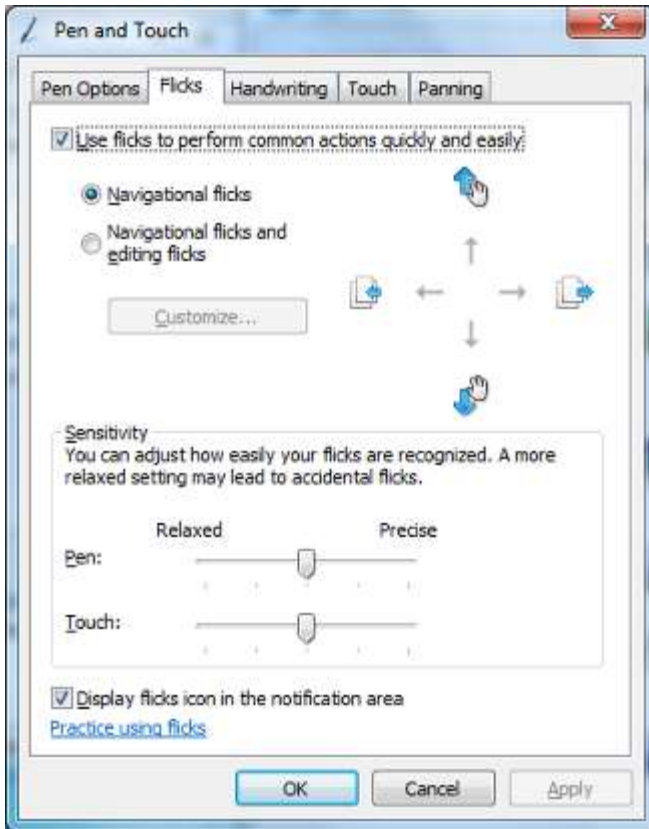 Pen and Touch
Pen Options Flicks Handwriting Touch Panning
Use flicks to perform common actions quickly and easily
Navigational flicks
Navigational flicks and
editing flicks
Customize...
Sensitivity
You can adjust how easily your flicks are recognized. A more
relaxed setting may lead to accidental flicks.
Relaxed Precise
Pen:
Touch:
Display flicks icon in the notification area
Practice using flicks
OK Cancel Apply